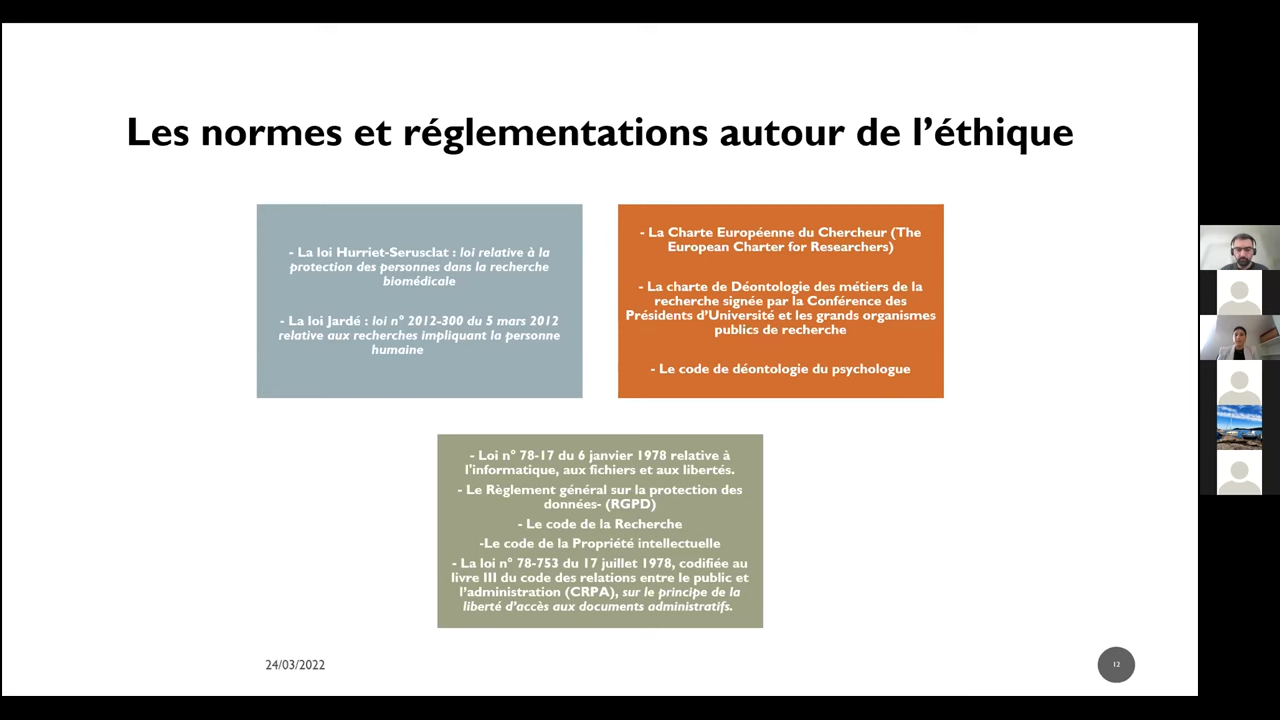 Les normes et réglementations autour de l’éthique
- La loi Hurriet-Serusclat : loi relative à la
protection des personnes dans la recherche
biomédicale
- La loi Jardé : loi n° 2012-300 du 5 mars 2012
relative aux recherches impliquant la personne
humaine
- La Charte Européenne du Chercheur (The
European Charter for Researchers)
- La charte de Déontologie des métiers de la
recherche signée par la Conférence des
Présidents d’Université et les grands organismes
publics de recherche
- Le code de déontologie du psychologue
- Loi n° 78-17 du 6 janvier 1978 relative à
l'informatique, aux fichiers et aux libertés.
- Le Règlement général sur la protection des
données- (RGPD)
- Le code de la Recherche
-Le code de la Propriété intellectuelle
- La loi n° 78-753 du 17 juillet 1978, codifiée au
livre III du code des relations entre le public et
l’administration (CRPA), sur le principe de la
liberté d’accès aux documents administratifs.
24/03/2022
12